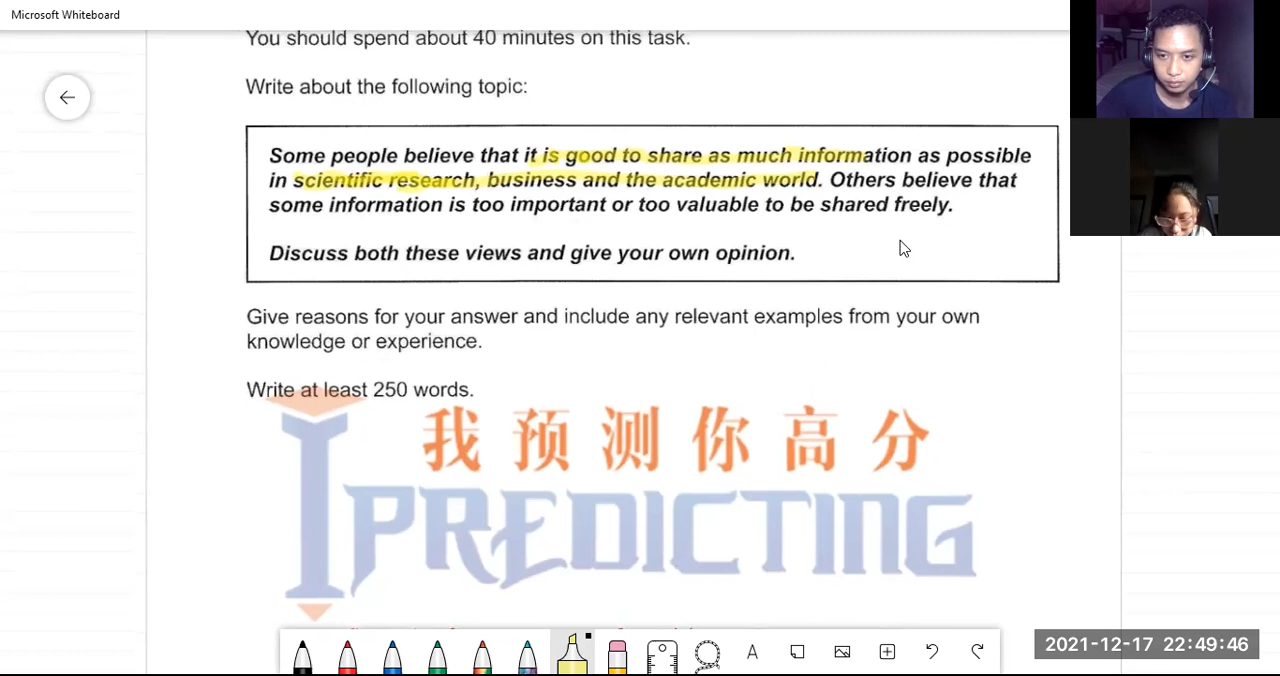 Microsoft Whiteboard
You should spend about 40 minutes on this task.
Write about the following topic:
Some people believe that it is good to share as much information as possible
in scientific research, business and the academic world. Others believe that
some information is too important or too valuable to be shared freely.
Discuss both these views and give your own opinion.
Give reasons for your answer and include any relevant examples from your own
knowledge or experience.
Write at least 250 words.
我预测你高分
IPREDICTING
2021-12-17 22:49:46